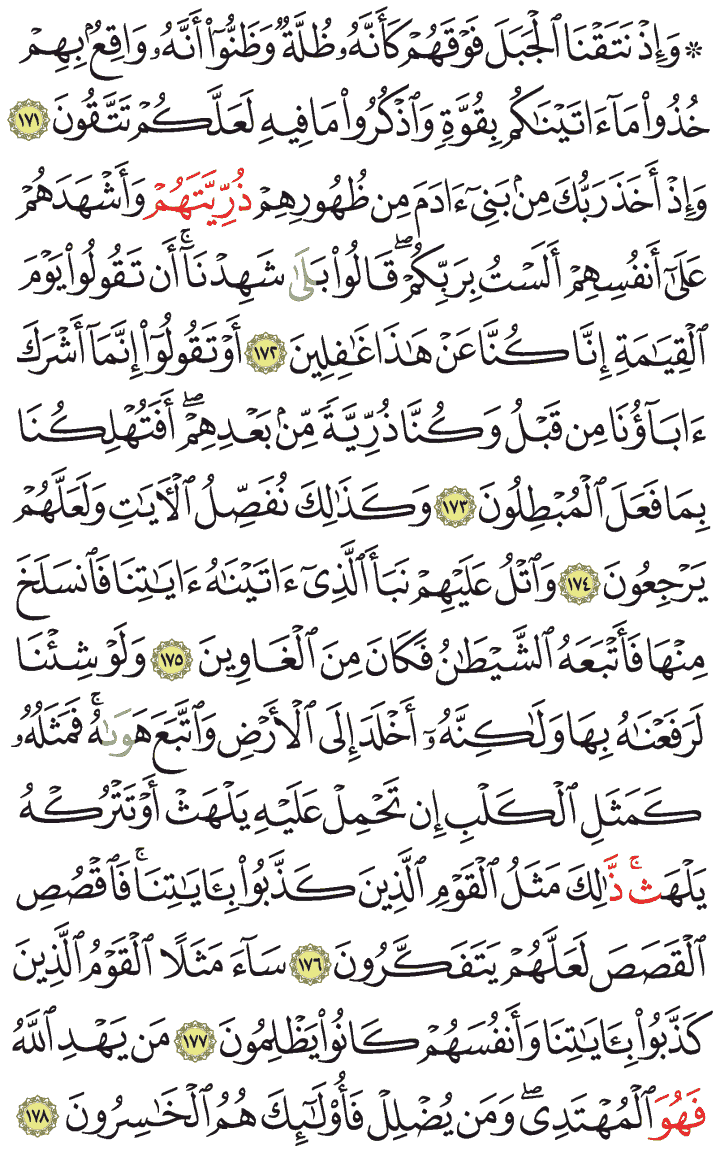 ۞ وَإِذْ نَتَقْنَا ٱلْجَبَلَ فَوْقَهُمْ كَأَنَّهُۥ ظُلَّةٌ وَظَنُّوٓا۟ أَنَّهُۥ وَاقِعٌۢ بِهِمْ
خُذُوا۟ مَآ ءَاتَيْنَٰكُم بِقُوَّةٍ وَٱذْكُرُوا۟ مَا فِيهِ لَعَلَّكُمْ تَتَّقُونَ ١٧١
وَإِذْ أَخَذَ رَبُّكَ مِنۢ بَنِىٓ ءَادَمَ مِن ظُهُورِهِمْ ذُرِّيَّتَهُمْ وَأَشْهَدَهُمْ
عَلَىٰٓ أَنفُسِهِمْ أَلَسْتُ بِرَبِّكُمْ ۖ قَالُوا۟ بَلَىٰ شَهِدْنَآ ۚ أَن تَقُولُوا۟ يَوْمَ
ٱلْقِيَٰمَةِ إِنَّا كُنَّا عَنْ هَٰذَا غَٰفِلِينَ ١٧٢ أَوْ تَقُولُوٓا۟ إِنَّمَآ أَشْرَكَ
ءَابَآؤُنَا مِن قَبْلُ وَكُنَّا ذُرِّيَّةً مِّنۢ بَعْدِهِمْ ۖ أَفَتُهْلِكُنَا
بِمَا فَعَلَ ٱلْمُبْطِلُونَ ١٧٣ وَكَذَٰلِكَ نُفَصِّلُ ٱلْـَٔايَٰتِ وَلَعَلَّهُمْ
يَرْجِعُونَ ١٧٤ وَٱتْلُ عَلَيْهِمْ نَبَأَ ٱلَّذِىٓ ءَاتَيْنَٰهُ ءَايَٰتِنَا فَٱنسَلَخَ
مِنْهَا فَأَتْبَعَهُ ٱلشَّيْطَٰنُ فَكَانَ مِنَ ٱلْغَاوِينَ ١٧٥ وَلَوْ شِئْنَا
لَرَفَعْنَٰهُ بِهَا وَلَٰكِنَّهُۥٓ أَخْلَدَ إِلَى ٱلْأَرْضِ وَٱتَّبَعَ هَوَىٰهُ ۚ فَمَثَلُهُۥ
كَمَثَلِ ٱلْكَلْبِ إِن تَحْمِلْ عَلَيْهِ يَلْهَثْ أَوْ تَتْرُكْهُ
يَلْهَث ۚ ذَّٰلِكَ مَثَلُ ٱلْقَوْمِ ٱلَّذِينَ كَذَّبُوا۟ بِـَٔايَٰتِنَا ۚ فَٱقْصُصِ
ٱلْقَصَصَ لَعَلَّهُمْ يَتَفَكَّرُونَ ١٧٦ سَآءَ مَثَلًا ٱلْقَوْمُ ٱلَّذِينَ
كَذَّبُوا۟ بِـَٔايَٰتِنَا وَأَنفُسَهُمْ كَانُوا۟ يَظْلِمُونَ ١٧٧ مَن يَهْدِ ٱللَّهُ
فَهُوَ ٱلْمُهْتَدِى ۖ وَمَن يُضْلِلْ فَأُو۟لَٰٓئِكَ هُمُ ٱلْخَٰسِرُونَ ١٧٨